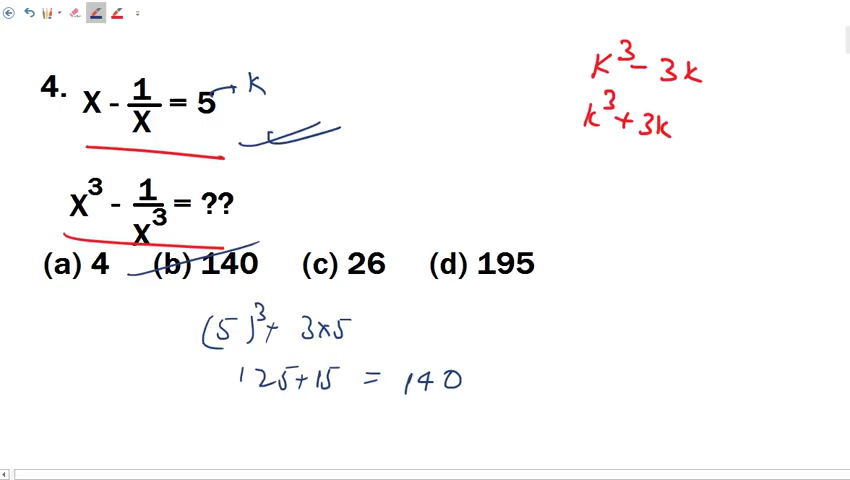 4. X - 1/X = 5 → K
K³ - 3k
k³ + 3k
X³ - 1/X³ = ??
(a) 4 (b) 140 (c) 26 (d) 195
(5)³ + 3×5
125+15 = 140